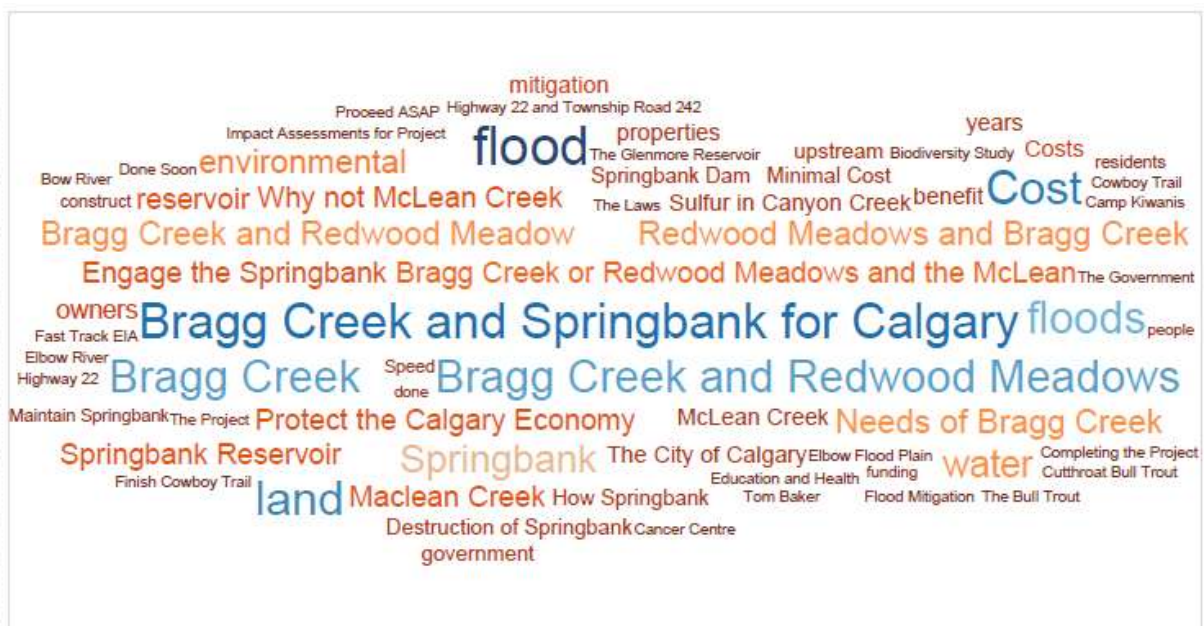 mitigation
Proceed ASAP Highway 22 and Township Road 242
Impact Assessments for Project flood properties years
Done Soon environmental The Glenmore Reservoir upstream Biodiversity Study Costs residents
Bow River Springbank Dam Minimal Cost Cost Cowboy Trail
construct reservoir Why not McLean Creek The Laws Sulfur in Canyon Creek benefit Camp Kiwanis
Bragg Creek and Redwood Meadow Redwood Meadows and Bragg Creek
Engage the Springbank Bragg Creek or Redwood Meadows and the McLean The Government
owners Bragg Creek and Springbank for Calgary floods people
Fast Track EIA
Elbow River
Highway 22 Bragg Creek Speed Bragg Creek and Redwood Meadows
done
Maintain Springbank The Project Protect the Calgary Economy McLean Creek Needs of Bragg Creek
Springbank Reservoir Springbank The City of Calgary Elbow Flood Plain water Completing the Project
Finish Cowboy Trail Education and Health funding Cutthroat Bull Trout
land Maclean Creek How Springbank Tom Baker Flood Mitigation The Bull Trout
Destruction of Springbank Cancer Centre
government